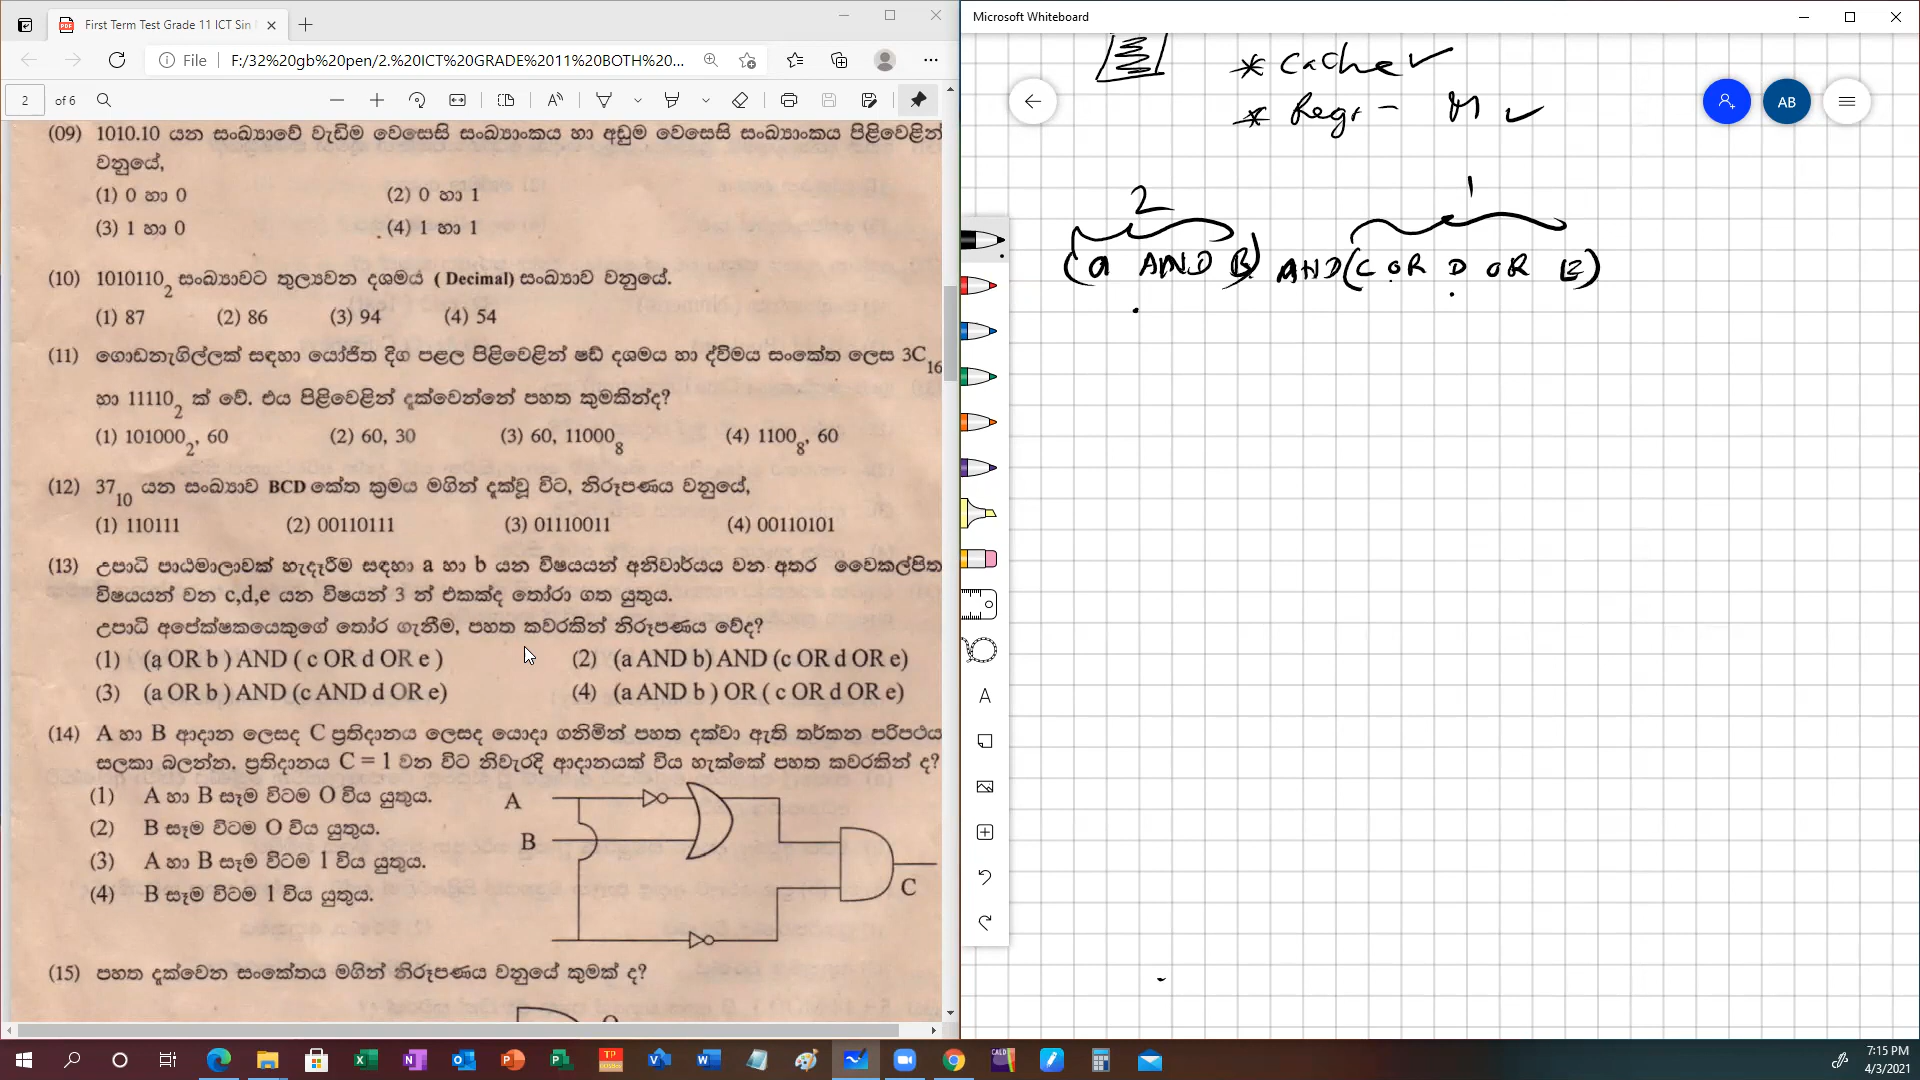 First Term Test Grade 11 ICT Sin
Microsoft Whiteboard
File
F:/32%20gb%20pen/2.%20ICT%20GRADE%2011%20BOTH%20...
2 of 6
AB
* Cache ✓
(09) 1010.10 යන සංඛ්‍යාවේ වැඩිම වෙසෙසි සංඛ්‍යාංකය හා අඩුම වෙසෙසි සංඛ්‍යාංකය පිළිවෙළින්
වනුයේ,
(1) 0 හා 0 (2) 0 හා 1
(3) 1 හා 0 (4) 1 හා 1
(10) 1010110₂ සංඛ්‍යාවට තුල්‍යවන දශමය ( Decimal) සංඛ්‍යාව වනුයේ.
(1) 87 (2) 86 (3) 94 (4) 54
(11) ගොඩනැගිල්ලක් සඳහා යෝජිත දිග පළල පිළිවෙළින් ෂඩ් දශමය හා ද්විමය සංකේත ලෙස 3C₁₆
හා 11110₂ ක් වේ. එය පිළිවෙළින් දැක්වෙන්නේ පහත කුමකින්ද?
(1) 101000₂, 60 (2) 60, 30 (3) 60, 11000₈ (4) 1100₈, 60
(12) 37₁₀ යන සංඛ්‍යාව BCD කේත ක්‍රමය මගින් දැක්වූ විට, නිරූපණය වනුයේ,
(1) 110111 (2) 00110111 (3) 01110011 (4) 00110101
(13) උපාධි පාඨමාලාවක් හැදෑරීම සඳහා a හා b යන විෂයයන් අනිවාර්යය වන අතර වෛකල්පිත
විෂයයන් වන c,d,e යන විෂයන් 3 න් එකක්ද තෝරා ගත යුතුය.
උපාධි අපේක්ෂකයෙකුගේ තෝර ගැනීම, පහත කවරකින් නිරූපණය වේද?
(1) (a OR b ) AND ( c OR d OR e ) (2) (a AND b) AND (c OR d OR e)
(3) (a OR b ) AND (c AND d OR e) (4) (a AND b ) OR ( c OR d OR e)
(14) A හා B ආදාන ලෙසද C ප්‍රතිදානය ලෙසද යොදා ගනිමින් පහත දක්වා ඇති තර්කන පරිපථය
සලකා බලන්න. ප්‍රතිදානය C = 1 වන විට නිවැරදි ආදානයක් විය හැක්කේ පහත කවරකින් ද?
(1) A හා B සෑම විටම O විය යුතුය.
(2) B සෑම විටම O විය යුතුය.
(3) A හා B සෑම විටම 1 විය යුතුය.
(4) B සෑම විටම 1 විය යුතුය.
A
B
C
(15) පහත දැක්වෙන සංකේතය මගින් නිරූපණය වනුයේ කුමක් ද?
2 1
(a AND B) AND (C OR D OR E)
7:15 PM
4/3/2021